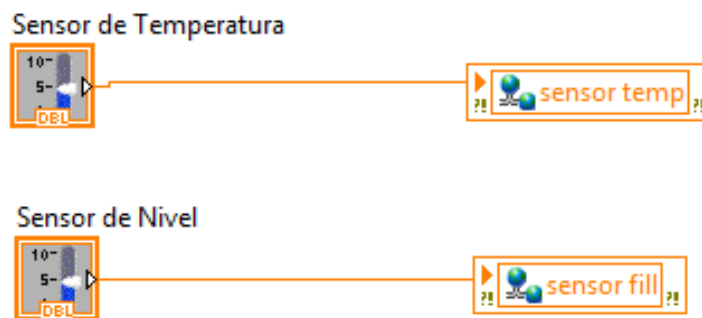 Sensor de Temperatura
10
5
DBL
?!
sensor temp
?!
Sensor de Nivel
10
5
DBL
?!
sensor fill
?!